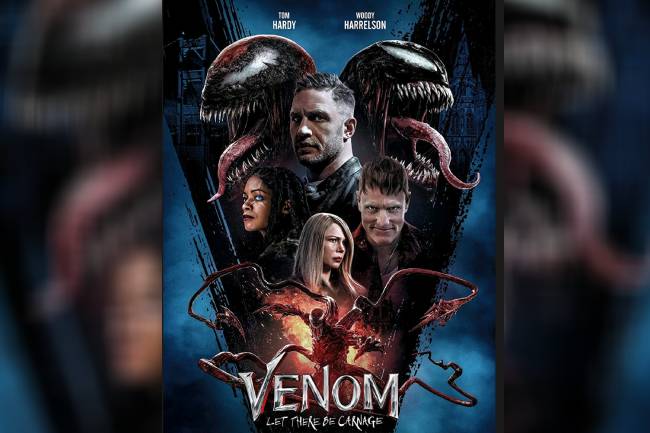 TOM
HARDY
WOODY
HARRELSON
VENOM
LET THERE BE CARNAGE